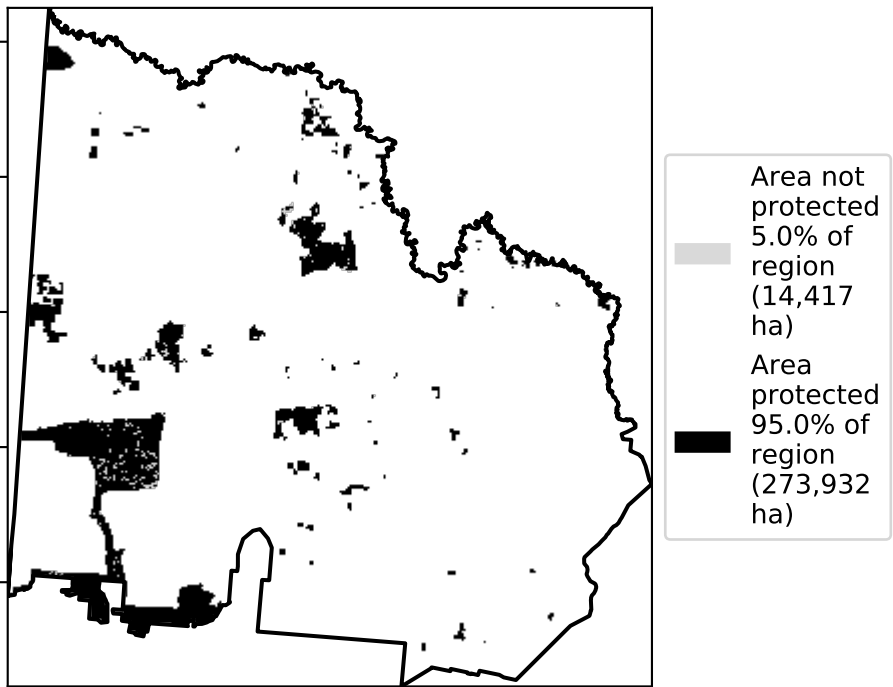 Area not
protected
5.0% of
region
(14,417
ha)
Area
protected
95.0% of
region
(273,932
ha)